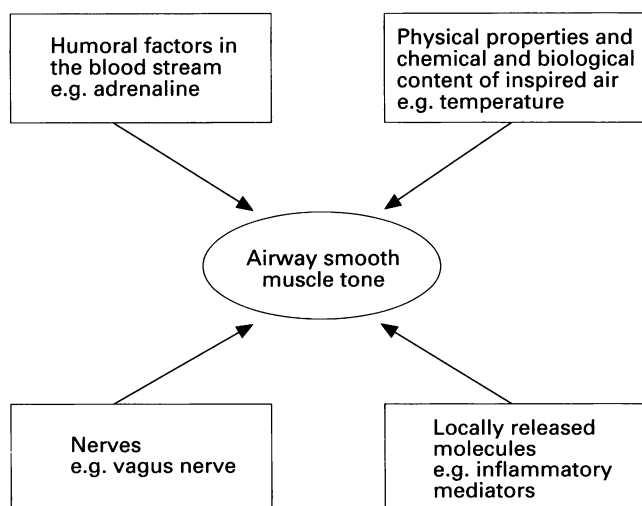 Humoral factors in
the blood stream
e.g. adrenaline
Physical properties and
chemical and biological
content of inspired air
e.g. temperature
Airway smooth
muscle tone
Nerves
e.g. vagus nerve
Locally released
molecules
e.g. inflammatory
mediators